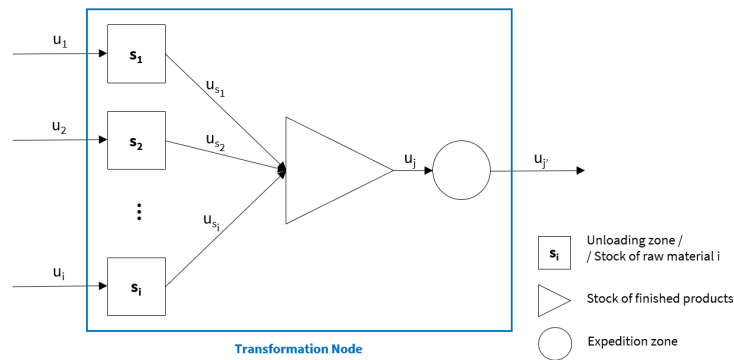 u1
s1
us1
u2
s2
us2
uj
uj'
usi
ui
si
si
Unloading zone /
/ Stock of raw material i
Stock of finished products
Expedition zone
Transformation Node